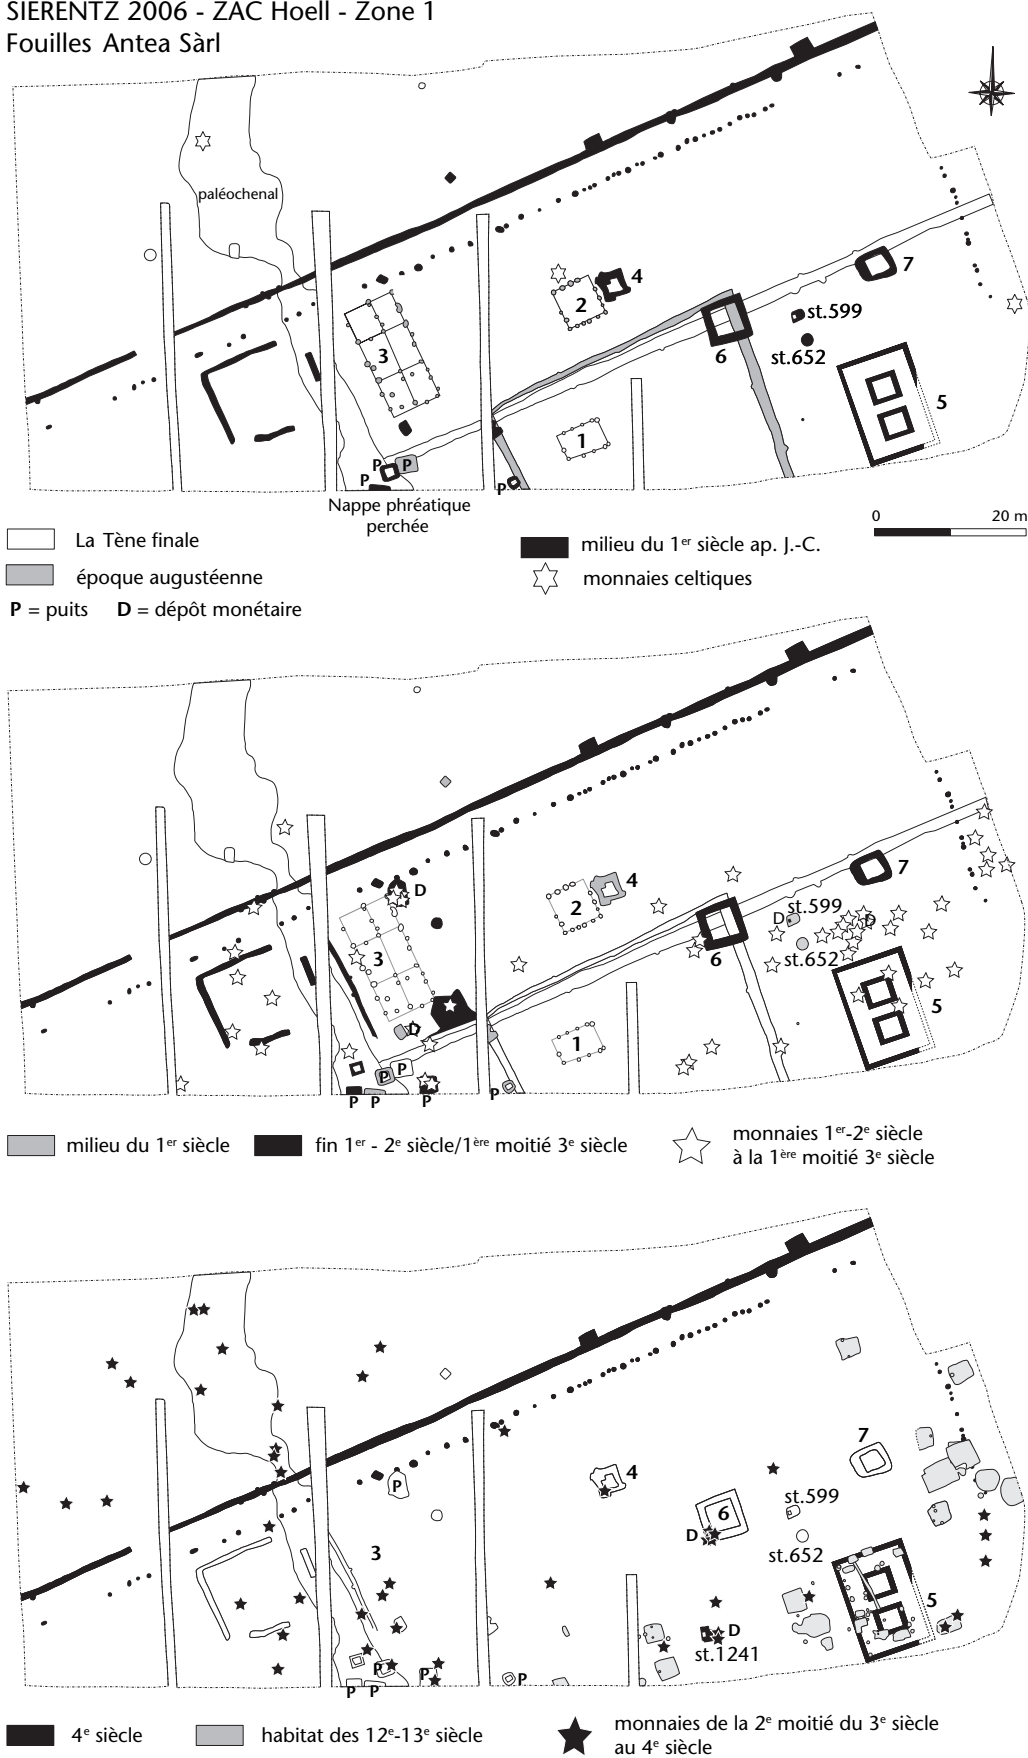 SIERENTZ 2006 - ZAC Hoell - Zone 1
Fouilles Antea Sàrl
paléochenal
4
2
7
st.599
3
6
st.652
5
1
P
P
P
P
Nappe phréatique
perchée
0 20 m
La Tène finale
milieu du 1er siècle ap. J.-C.
époque augustéenne
monnaies celtiques
P = puits D = dépôt monétaire
7
D
4
2
st.599
D
D
3
6
st.652
5
D
1
P
P
P
P
P
P
milieu du 1er siècle
fin 1er - 2e siècle/1ère moitié 3e siècle
monnaies 1er-2e siècle
à la 1ère moitié 3e siècle
7
4
P
st.599
6
D
3
st.652
5
D
st.1241
P
P
P
P
P
4e siècle
habitat des 12e-13e siècle
monnaies de la 2e moitié du 3e siècle
au 4e siècle